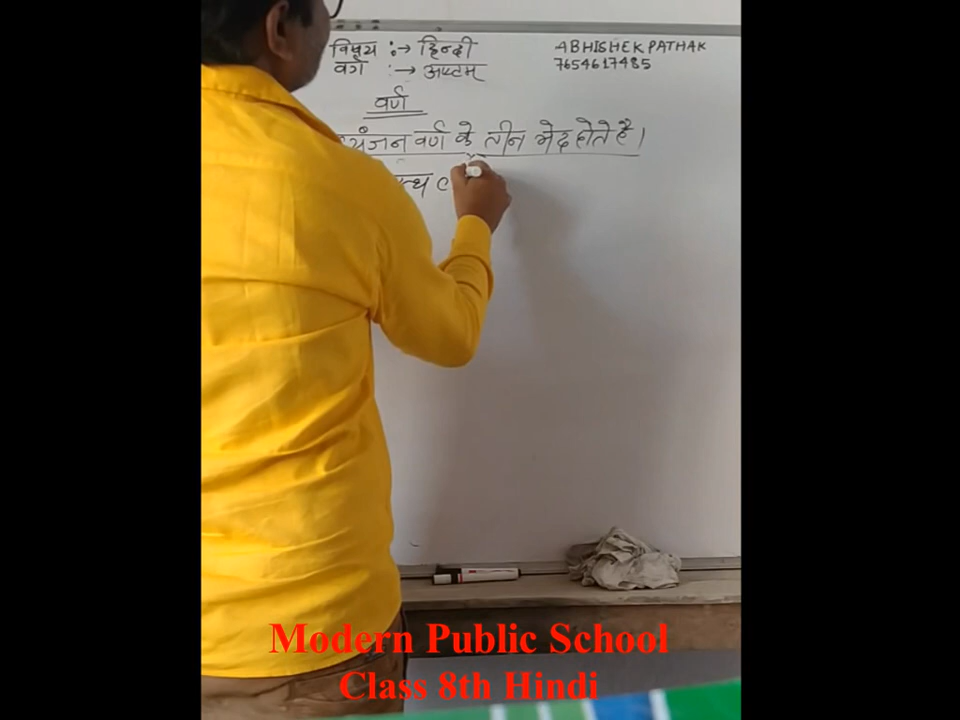 विषय :→ हिन्दी
वर्ग :→ अष्टम्
ABHISHEK PATHAK
7654617485
वर्ण
यंजन वर्ण के तीन भेद होते है।
Modern Public School
Class 8th Hindi